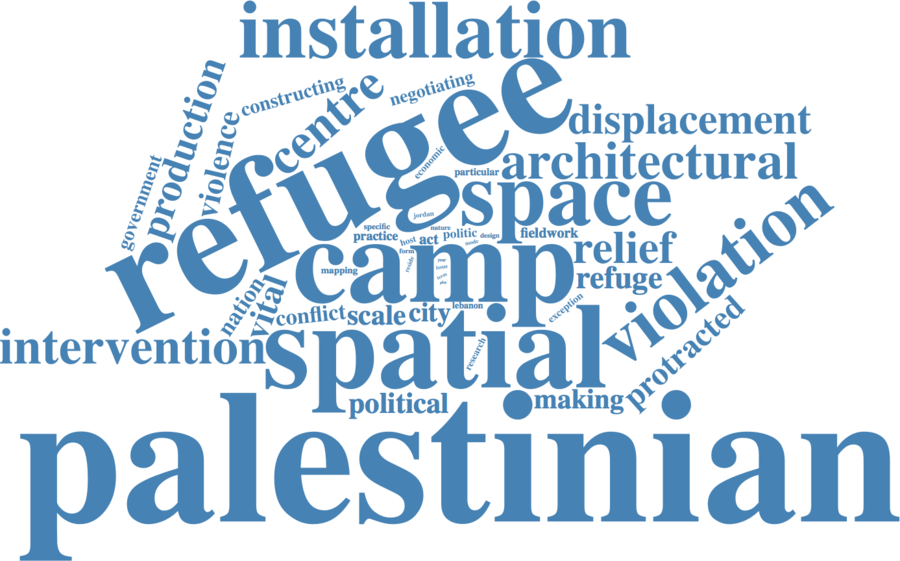 installation
refugee
centre
constructing
negotiating
production
violence
government
displacement
architectural
economic
particular
space
jordan
specific
nature
practice
host
act
politic
design
fieldwork
mode
form
camp
relief
refuge
mapping
violation
nation
vital
conflict
scale
city
lebanon
exception
protracted
intervention
spatial
research
political
making
palestinian